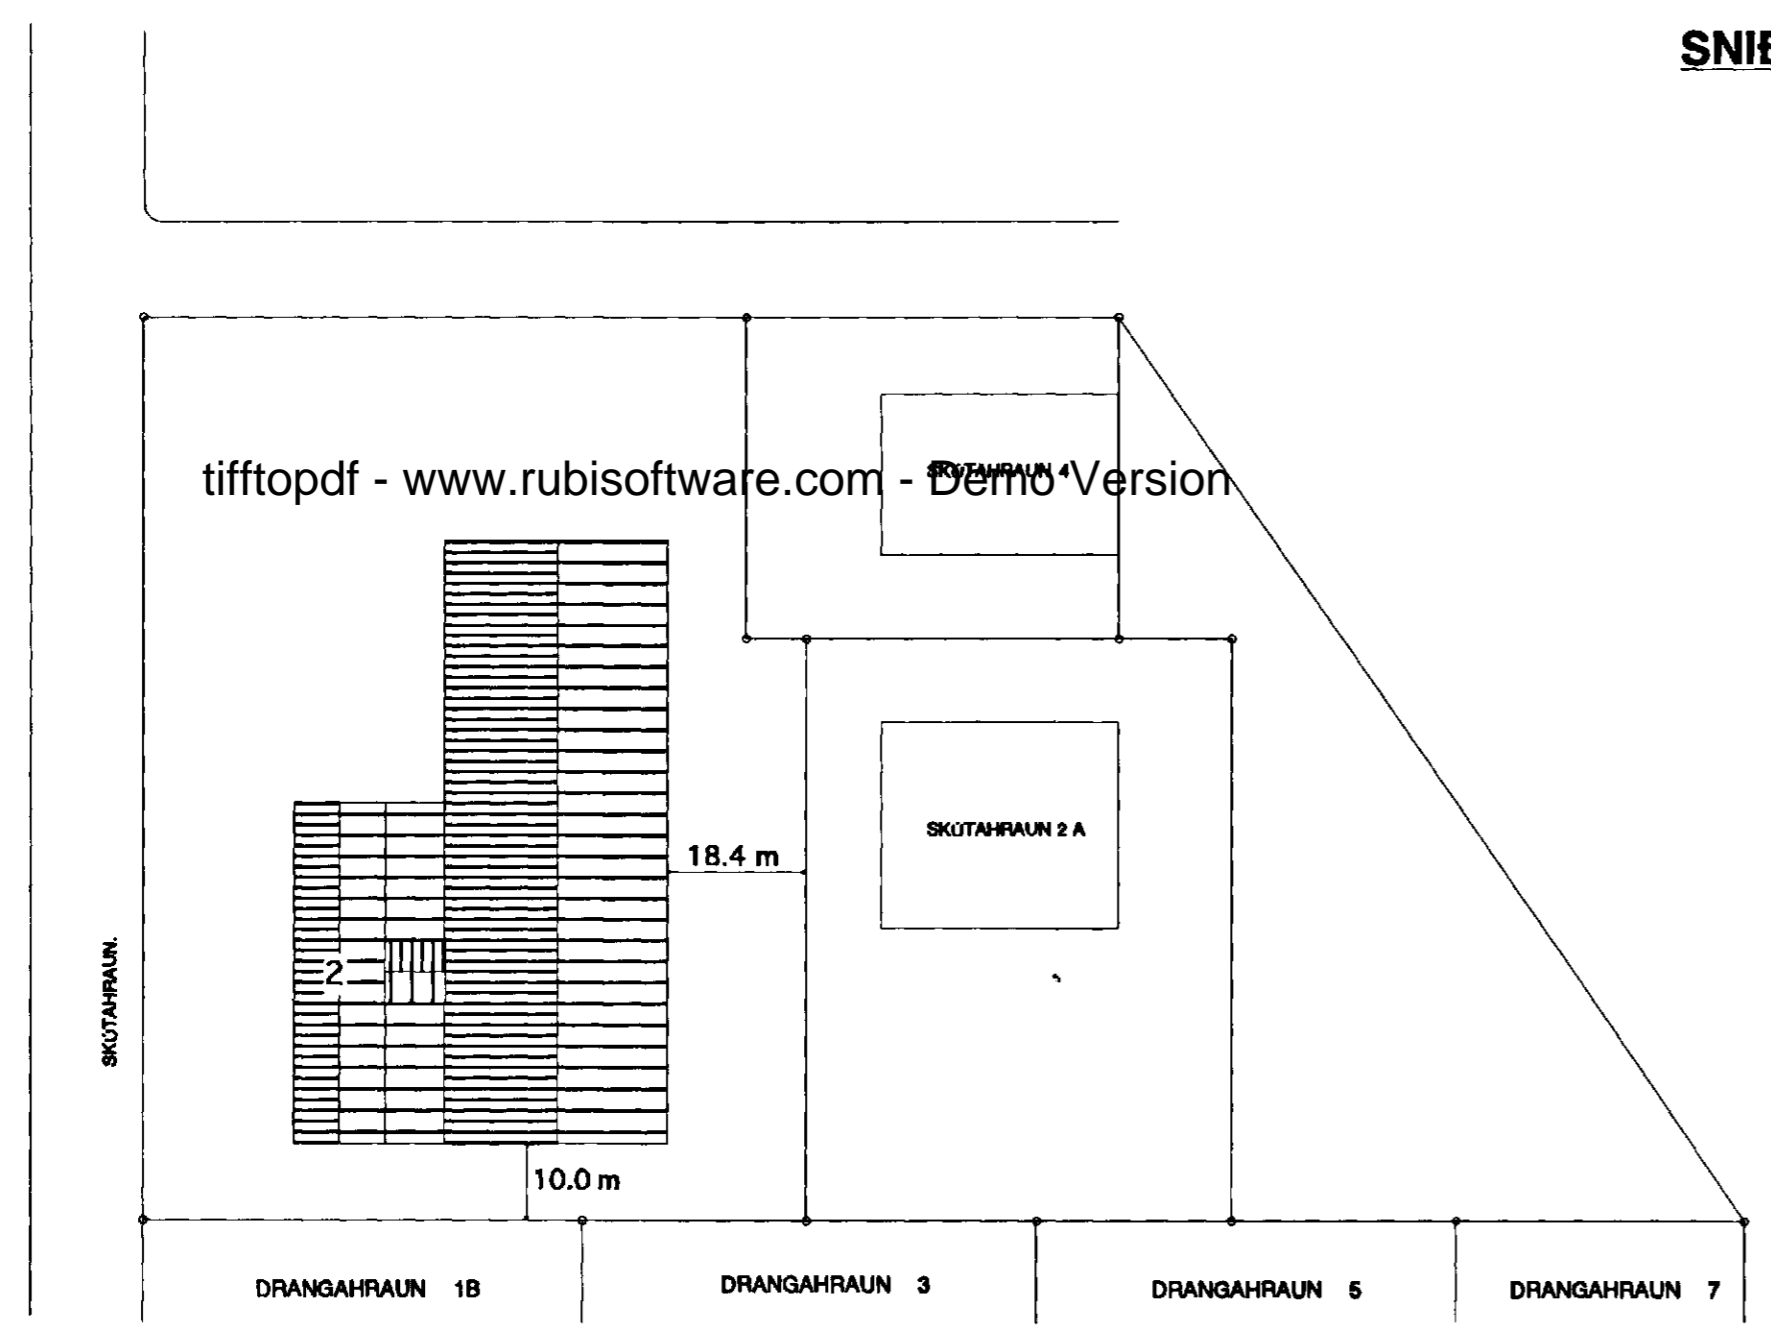 tifftopdf - www.rubisoftware.com - Demo Version
SKÚTAHRAUN 4
SKÚTAHRAUN 2 A
18.4 m
2
SKÚTAHRAUN.
10.0 m
DRANGAHRAUN 1B
DRANGAHRAUN 3
DRANGAHRAUN 5
DRANGAHRAUN 7